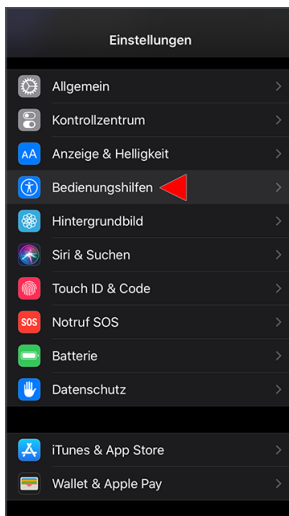 Einstellungen
Allgemein
Kontrollzentrum
AA Anzeige & Helligkeit
Bedienungshilfen
Hintergrundbild
Siri & Suchen
Touch ID & Code
SOS Notruf SOS
Batterie
Datenschutz
iTunes & App Store
Wallet & Apple Pay